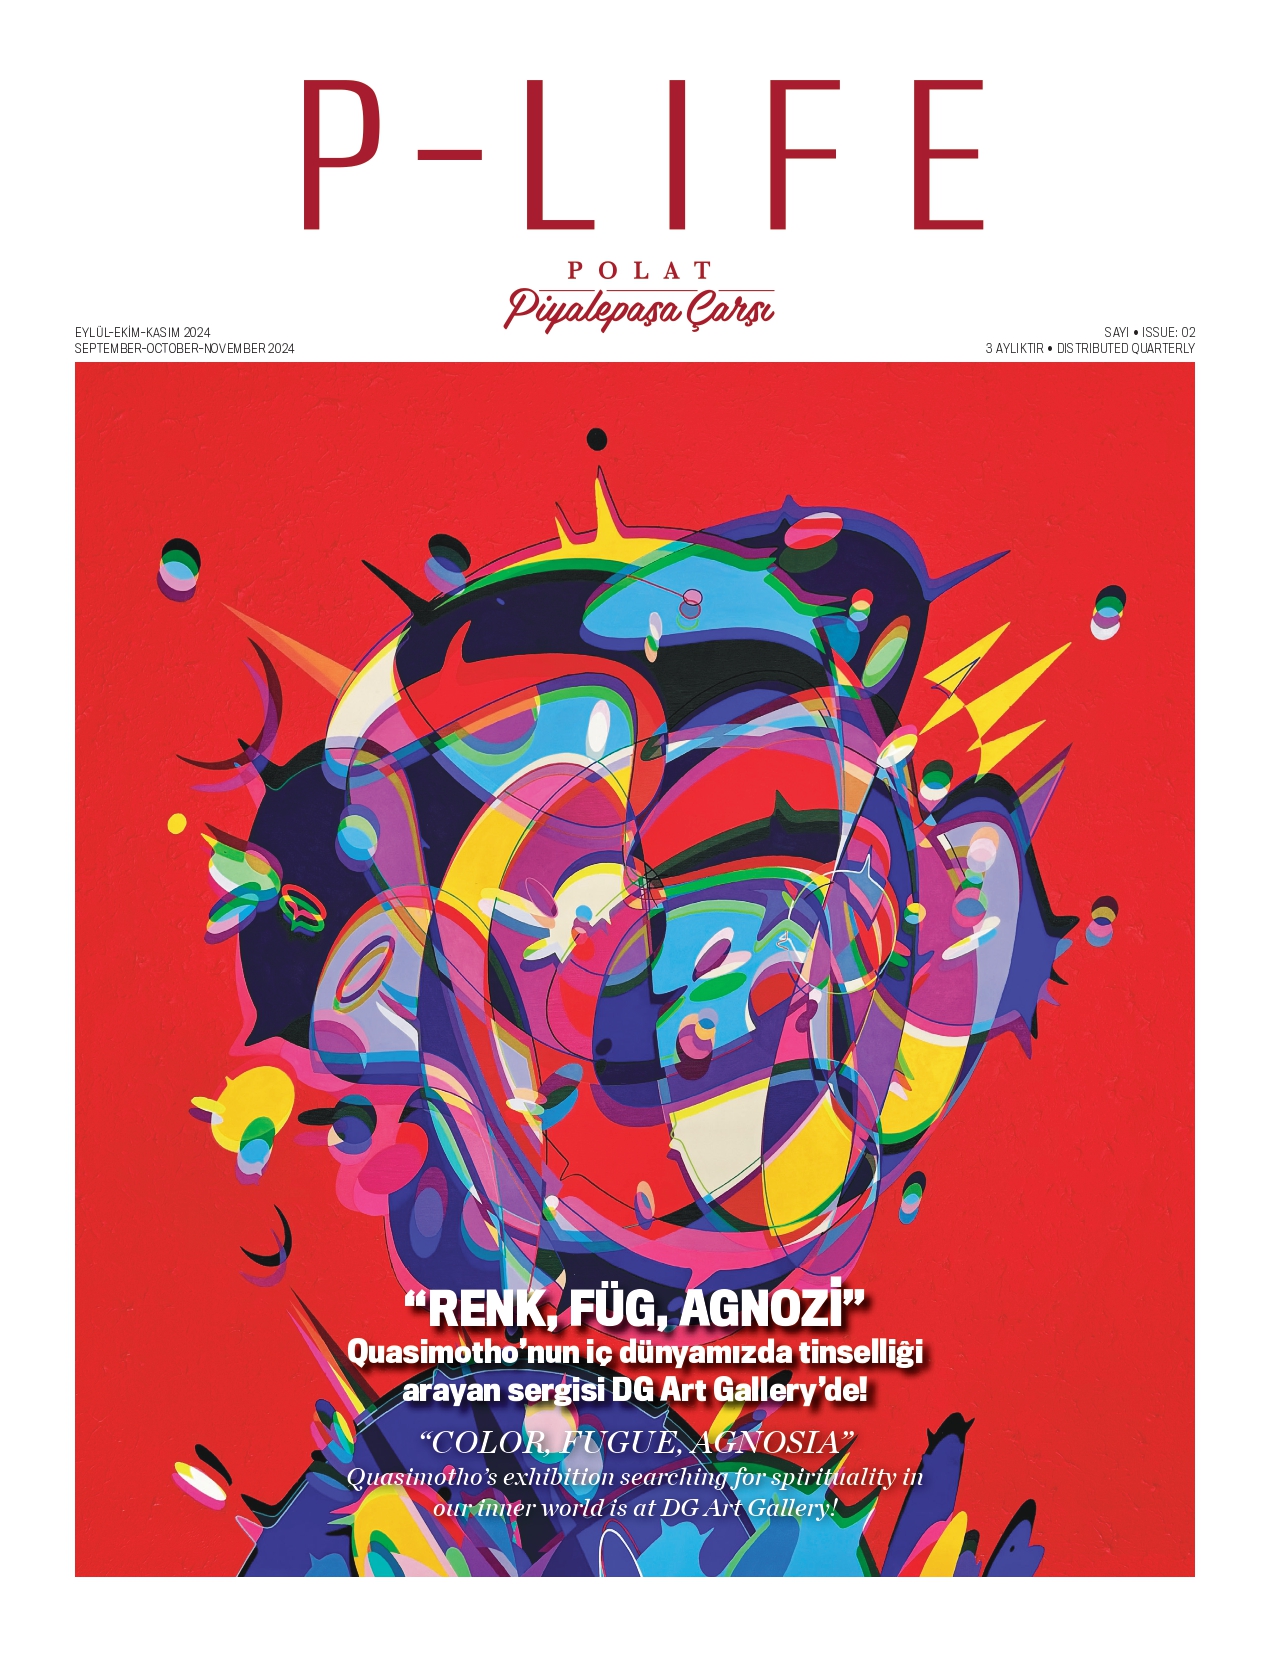 P-LIFE
POLAT
Piyalepaşa Çarşı
EYLÜL-EKİM-KASIM 2024
SEPTEMBER-OCTOBER-NOVEMBER 2024
SAYI • ISSUE: 02
3 AYLIKTIR • DISTRIBUTED QUARTERLY
“RENK, FÜG, AGNOZİ”
Quasimotho’nun iç dünyamızda tinselliği
arayan sergisi DG Art Gallery’de!
“COLOR, FUGUE, AGNOSIA”
Quasimotho’s exhibition searching for spirituality in
our inner world is at DG Art Gallery!